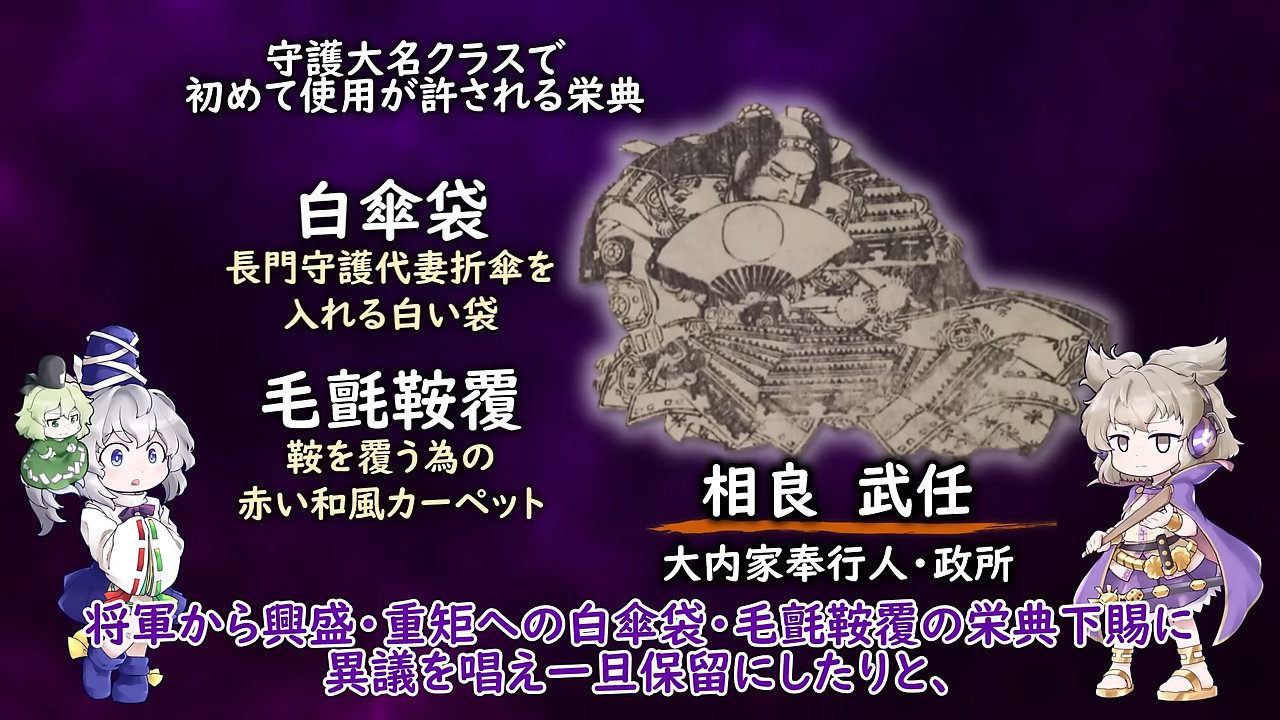 守護大名クラスで
初めて使用が許される栄典
白傘袋
長門守護代妻折傘を
入れる白い袋
毛氈鞍覆
鞍を覆う為の
赤い和風カーペット
相良 武任
大内家奉行人・政所
将軍から興盛・重矩への白傘袋・毛氈鞍覆の栄典下賜に
異議を唱え一旦保留にしたりと、